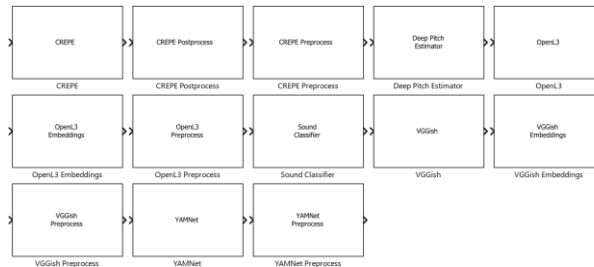 CREPE
CREPE Postprocess
CREPE Preprocess
Deep Pitch
Estimator
OpenL3
CREPE
CREPE Postprocess
CREPE Preprocess
Deep Pitch Estimator
OpenL3
OpenL3
Embeddings
OpenL3
Preprocess
Sound
Classifier
VGGish
VGGish
Embeddings
OpenL3 Embeddings
OpenL3 Preprocess
Sound Classifier
VGGish
VGGish Embeddings
VGGish
Preprocess
YAMNet
YAMNet
Preprocess
VGGish Preprocess
YAMNet
YAMNet Preprocess